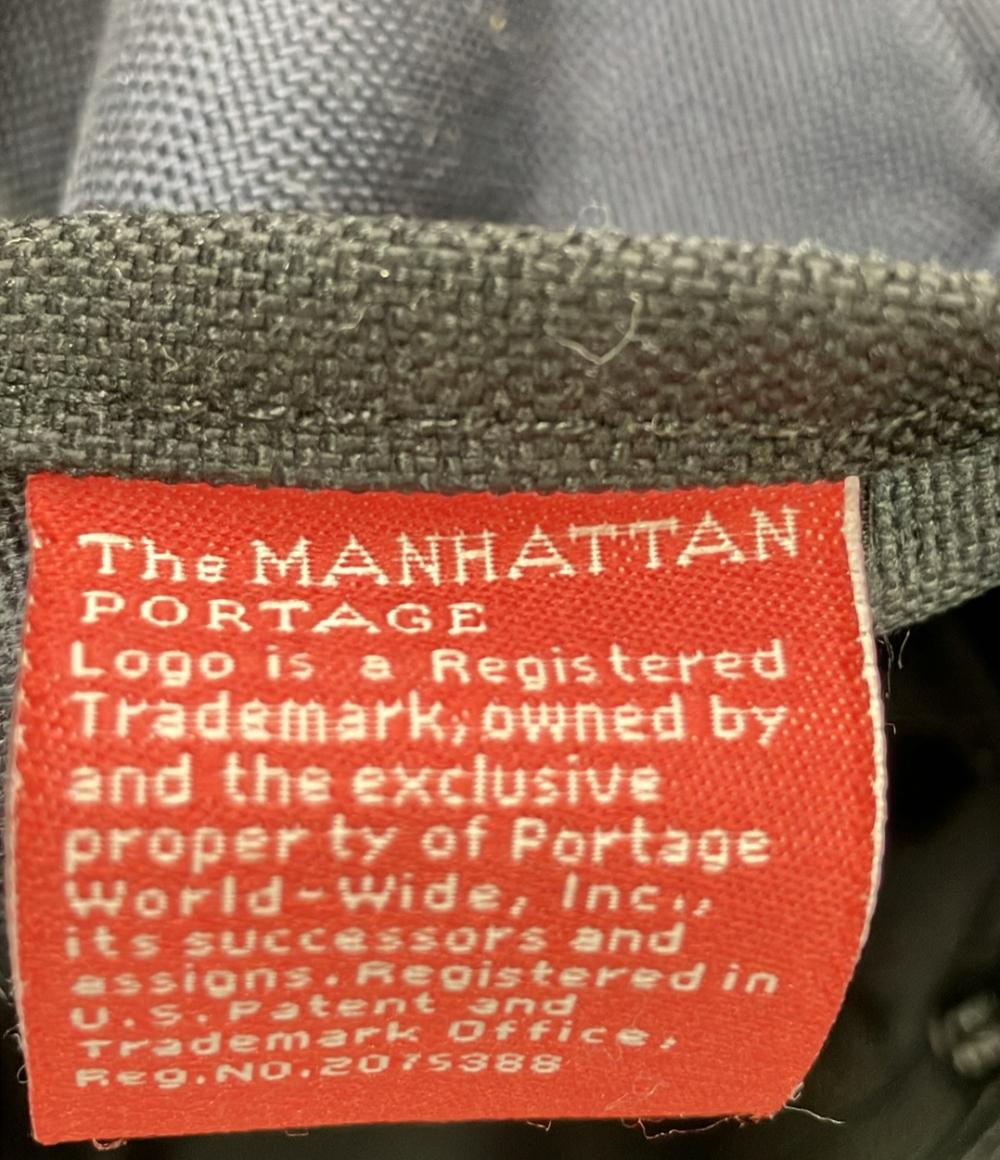 The MANHATTAN
PORTAGE
Logo is a Registered
Trademark, owned by
and the exclusive
property of Portage
World-Wide, Inc.,
its successors and
assigns. Registered in
U.S. Patent and
Trademark Office,
Reg.NO.2075388